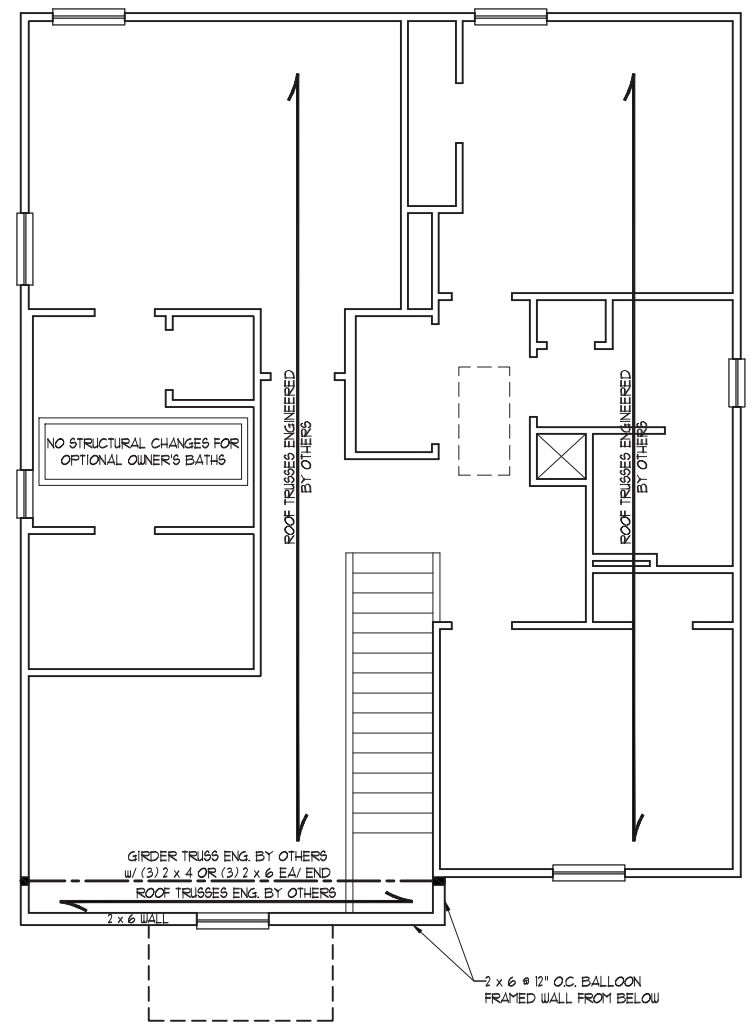 ROOF TRUSSES ENGINEERED
BY OTHERS
ROOF TRUSSES ENGINEERED
BY OTHERS
NO STRUCTURAL CHANGES FOR
OPTIONAL OWNER'S BATHS
GIRDER TRUSS ENG. BY OTHERS
w/ (3) 2 x 4 OR (3) 2 x 6 EA/ END
ROOF TRUSSES ENG. BY OTHERS
2 x 6 WALL
2 x 6 @ 12" O.C. BALLOON
FRAMED WALL FROM BELOW